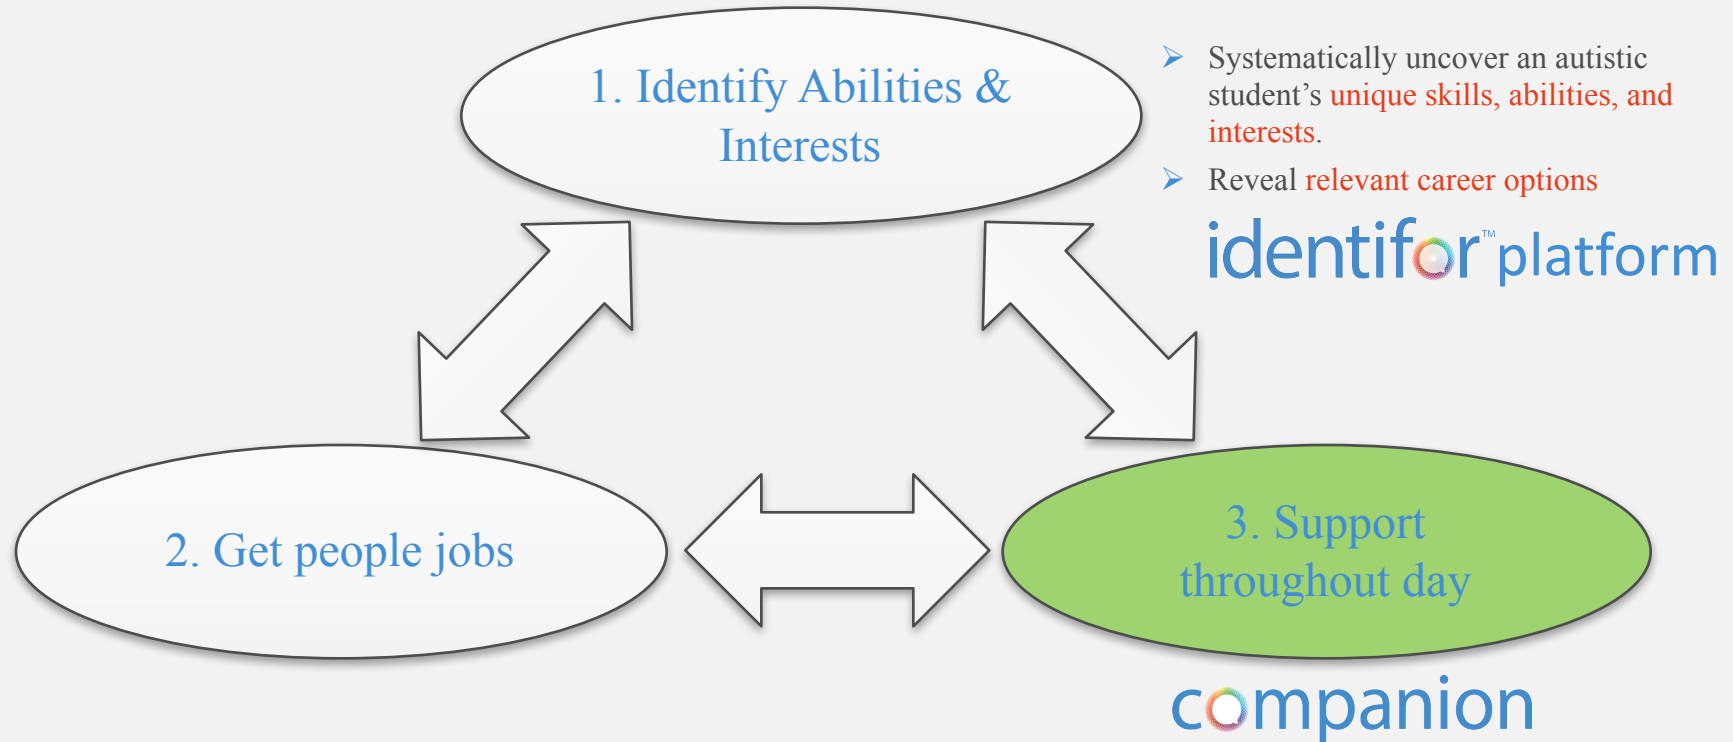 1. Identify Abilities &
Interests
➢ Systematically uncover an autistic
student’s unique skills, abilities, and
interests.
➢ Reveal relevant career options
identifor™ platform
2. Get people jobs
3. Support
throughout day
companion